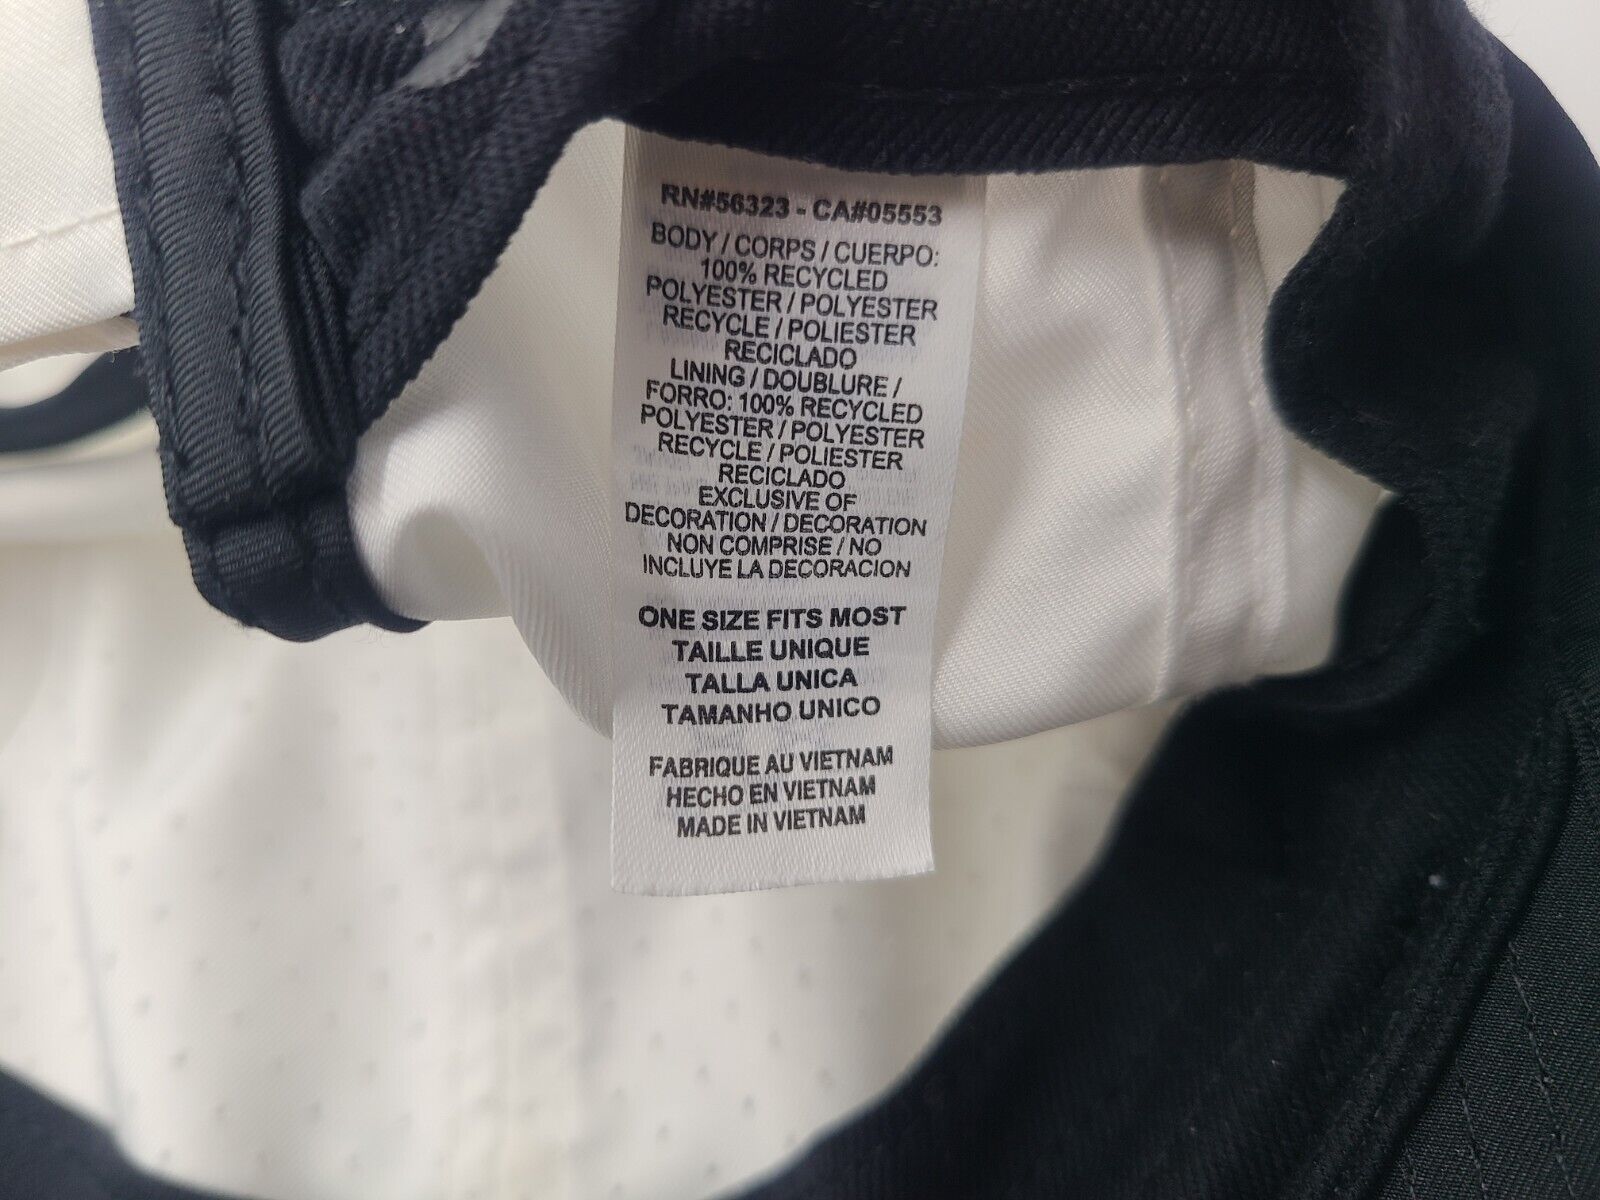 RN#56323 - CA#05553
BODY / CORPS / CUERPO:
100% RECYCLED
POLYESTER / POLYESTER
RECYCLE / POLIESTER
RECICLADO
LINING / DOUBLURE /
FORRO: 100% RECYCLED
POLYESTER / POLYESTER
RECYCLE / POLIESTER
RECICLADO
EXCLUSIVE OF
DECORATION / DECORATION
NON COMPRISE / NO
INCLUYE LA DECORACION
ONE SIZE FITS MOST
TAILLE UNIQUE
TALLA UNICA
TAMANHO UNICO
FABRIQUE AU VIETNAM
HECHO EN VIETNAM
MADE IN VIETNAM